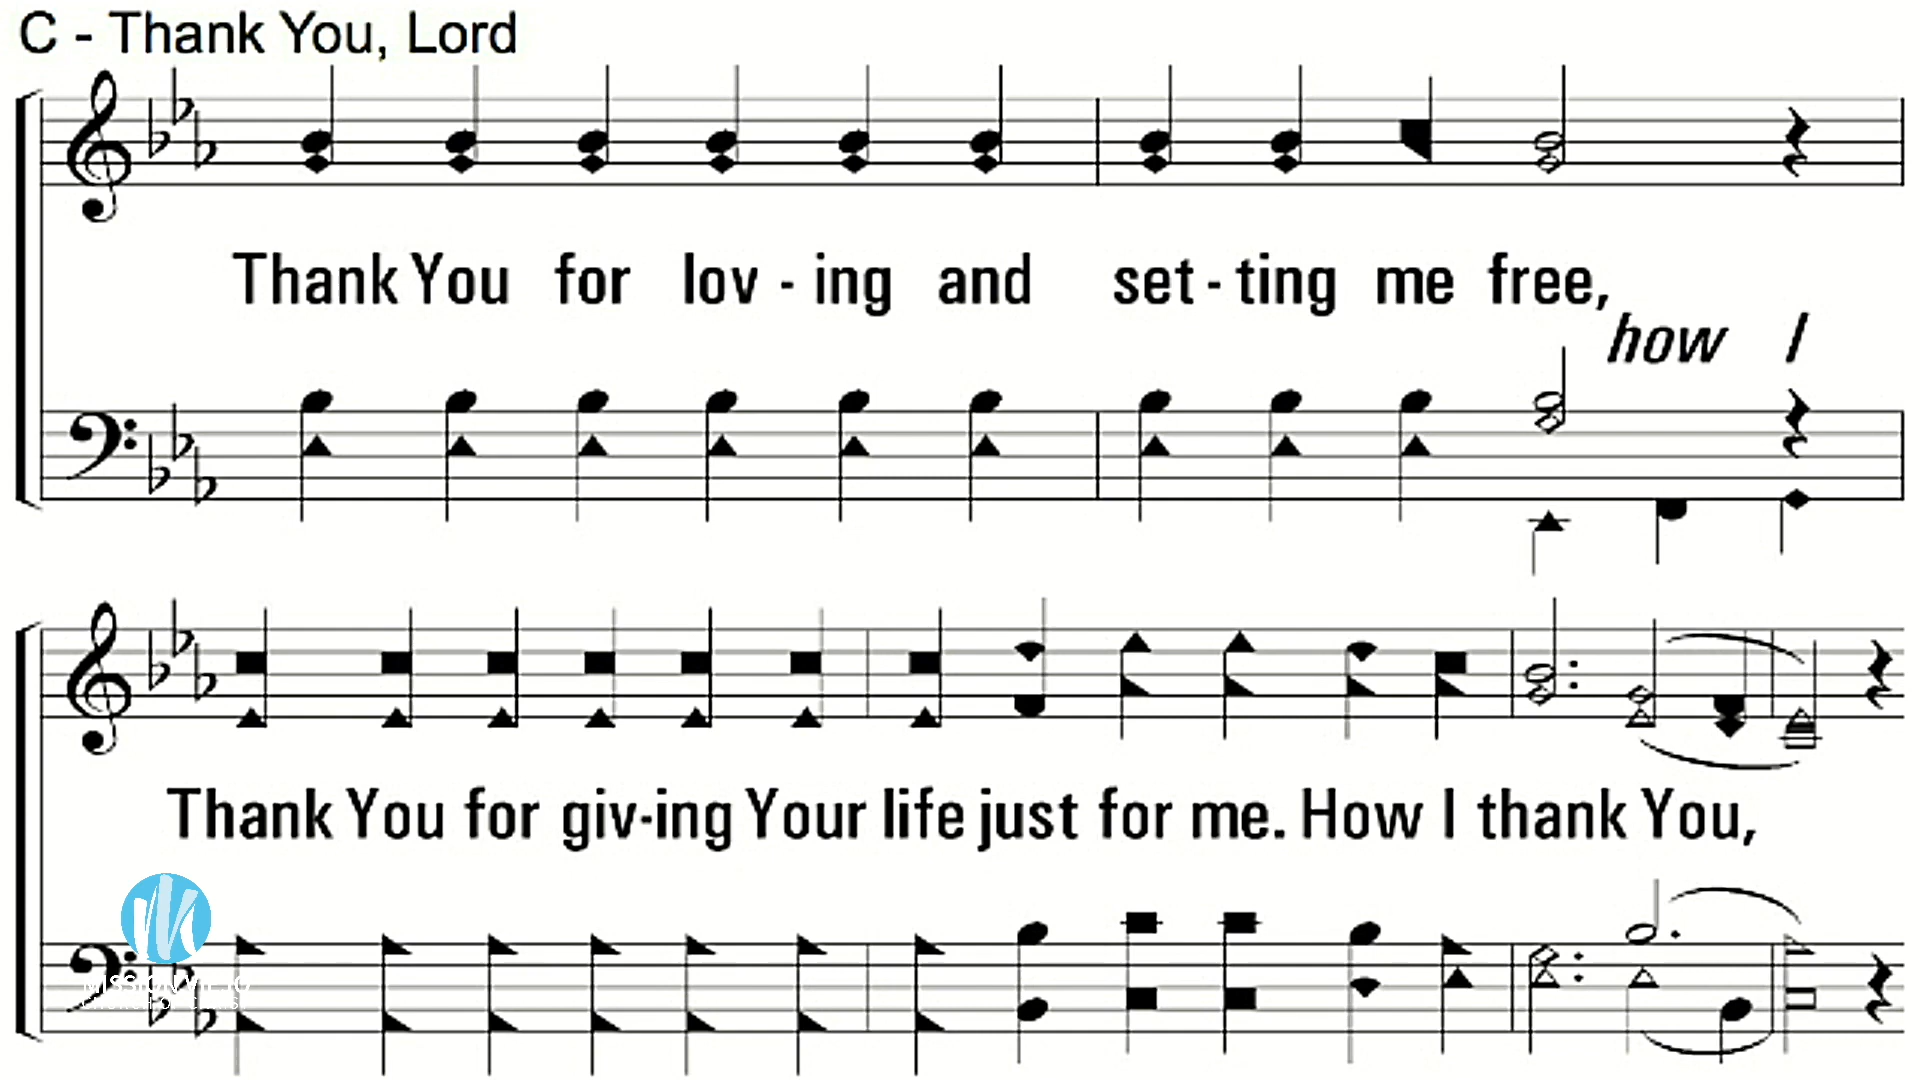 C - Thank You, Lord
Thank You for lov - ing and set - ting me free,
how I
Thank You for giv-ing Your life just for me. How I thank You,